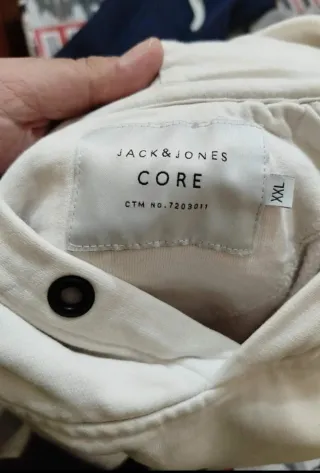 JACK&JONES
CORE
CTM NO.7203011
XXL